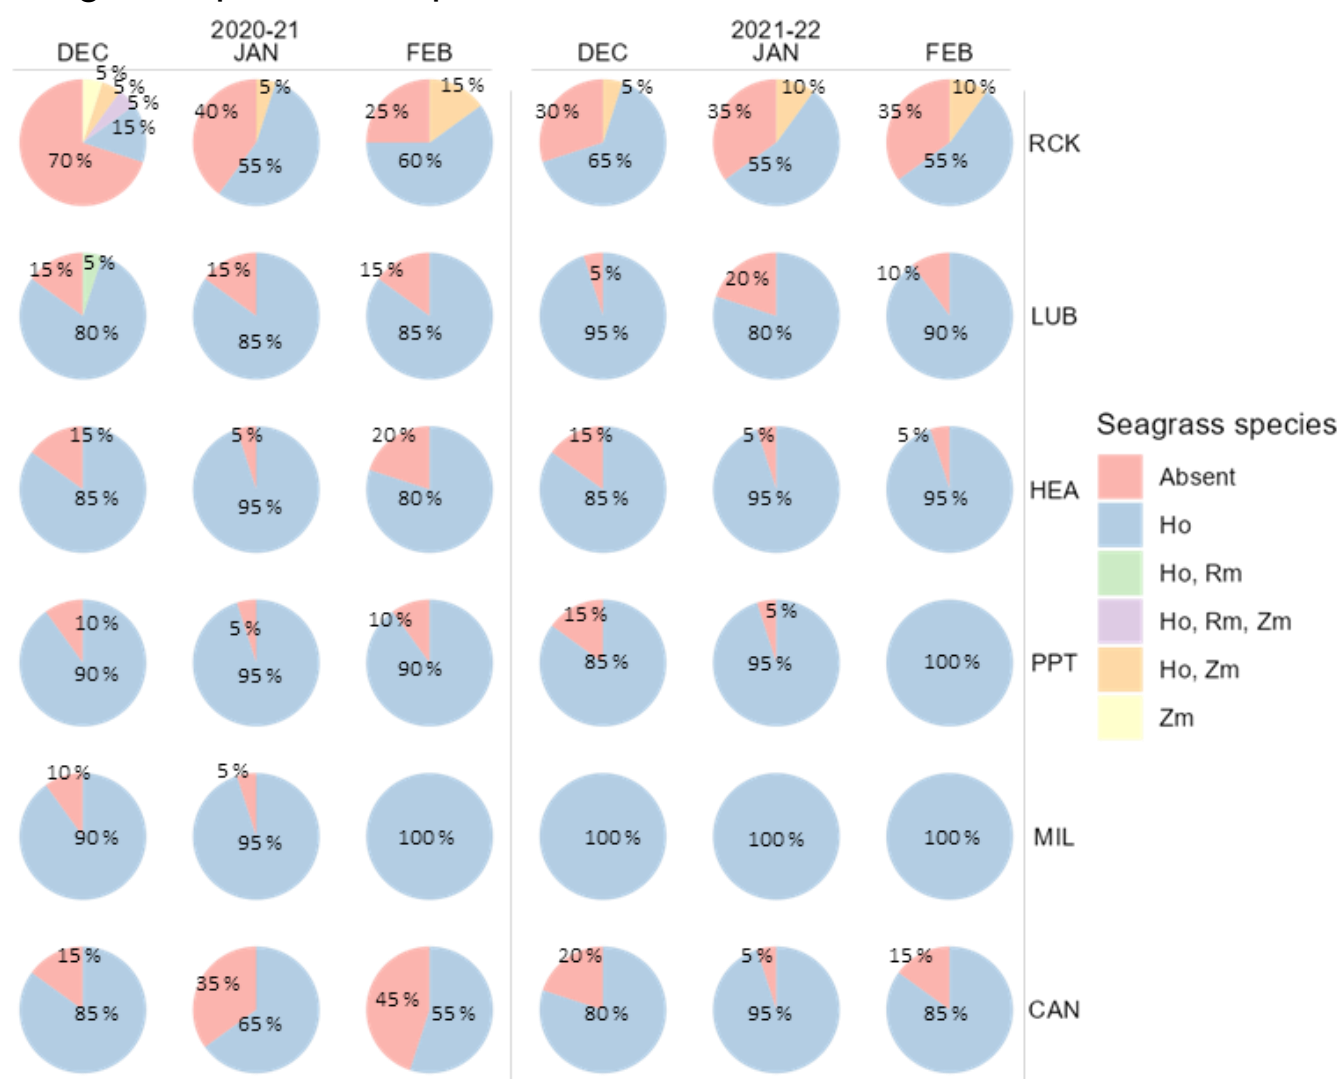 2020-21
2021-22
DEC JAN FEB DEC JAN FEB
5 % 5 % 5 % 15 % 70 % 40 % 5 % 55 % 25 % 15 % 60 % 30 % 5 % 65 % 35 % 10 % 55 % 35 % 10 % 55 % RCK
15 % 5 % 80 % 15 % 85 % 15 % 85 % 5 % 95 % 20 % 80 % 10 % 90 % LUB
15 % 85 % 5 % 95 % 20 % 80 % 15 % 85 % 5 % 95 % 5 % 95 % HEA
10 % 90 % 5 % 95 % 10 % 90 % 15 % 85 % 5 % 95 % 100 % PPT
10 % 90 % 5 % 95 % 100 % 100 % 100 % 100 % MIL
15 % 85 % 35 % 65 % 45 % 55 % 20 % 80 % 5 % 95 % 15 % 85 % CAN
Seagrass species
Absent
Ho
Ho, Rm
Ho, Rm, Zm
Ho, Zm
Zm